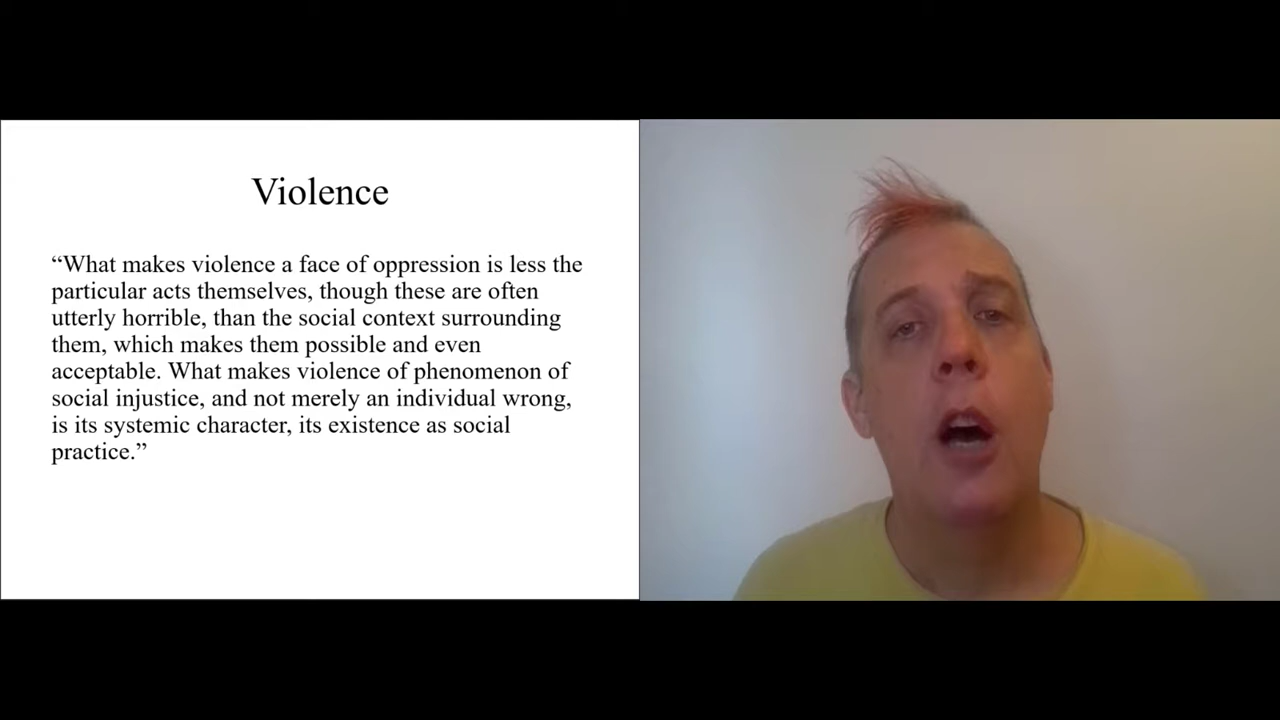 Violence
“What makes violence a face of oppression is less the
particular acts themselves, though these are often
utterly horrible, than the social context surrounding
them, which makes them possible and even
acceptable. What makes violence of phenomenon of
social injustice, and not merely an individual wrong,
is its systemic character, its existence as social
practice.”